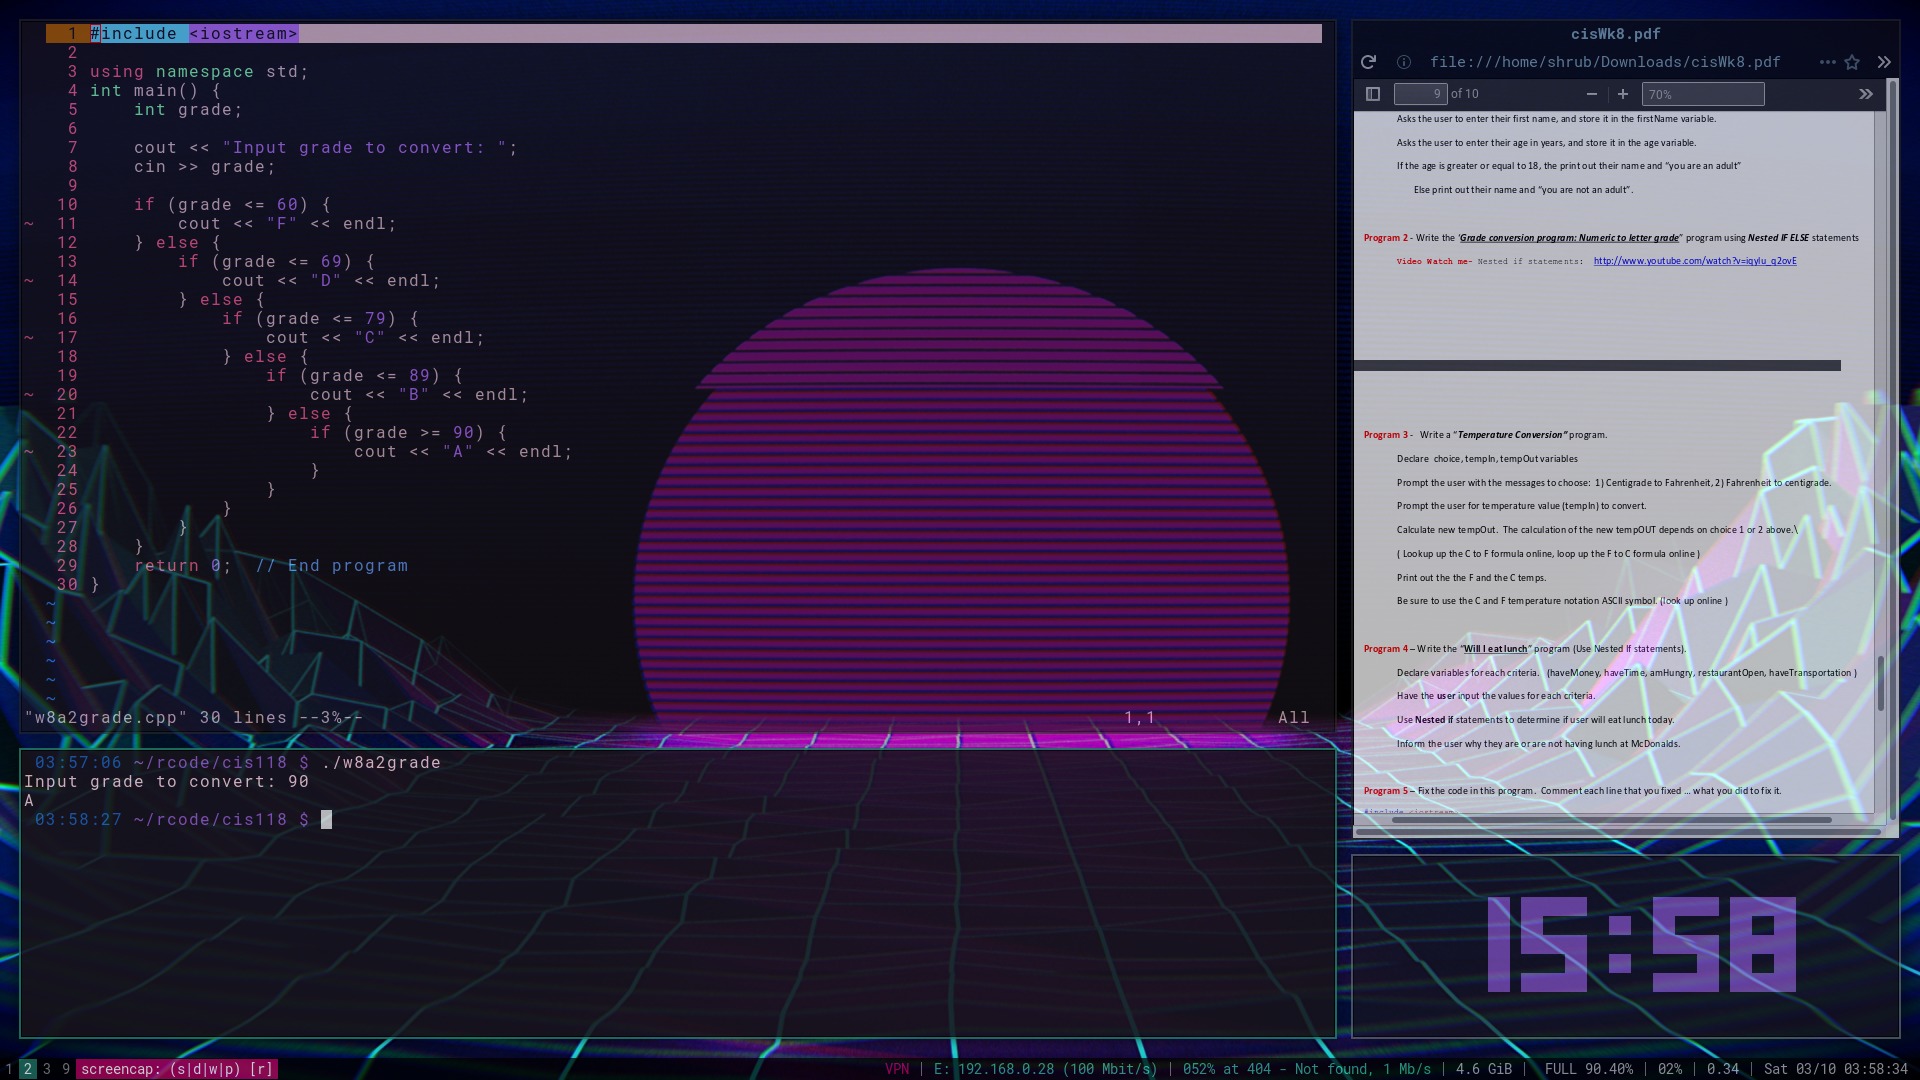 1 #include <iostream>
2
3 using namespace std;
4 int main() {
5     int grade;
6
7     cout << "Input grade to convert: ";
8     cin >> grade;
9
10     if (grade <= 60) {
~ 11         cout << "F" << endl;
12     } else {
13         if (grade <= 69) {
~ 14             cout << "D" << endl;
15         } else {
16             if (grade <= 79) {
~ 17                 cout << "C" << endl;
18             } else {
19                 if (grade <= 89) {
~ 20                     cout << "B" << endl;
21                 } else {
22                     if (grade >= 90) {
~ 23                         cout << "A" << endl;
24                     }
25                 }
26             }
27         }
28     }
29     return 0;  // End program
30 }
~
~
~
~
~
~
"w8a2grade.cpp" 30 lines --3%-- 1,1 All
03:57:06 ~/rcode/cis118 $ ./w8a2grade
Input grade to convert: 90
A
03:58:27 ~/rcode/cis118 $
cisWk8.pdf
file:///home/shrub/Downloads/cisWk8.pdf
9 of 10 70%
Asks the user to enter their first name, and store it in the firstName variable.
Asks the user to enter their age in years, and store it in the age variable.
If the age is greater or equal to 18, the print out their name and “you are an adult”
Else print out their name and “you are not an adult”.
Program 2 - Write the ‘Grade conversion program: Numeric to letter grade” program using Nested IF ELSE statements
Video Watch me- Nested if statements: http://www.youtube.com/watch?v=iqylu_q2ovE
Program 3 - Write a “Temperature Conversion” program.
Declare choice, tempIn, tempOut variables
Prompt the user with the messages to choose: 1) Centigrade to Fahrenheit, 2) Fahrenheit to centigrade.
Prompt the user for temperature value (tempIn) to convert.
Calculate new tempOut. The calculation of the new tempOUT depends on choice 1 or 2 above.\
( Lookup up the C to F formula online, loop up the F to C formula online )
Print out the the F and the C temps.
Be sure to use the C and F temperature notation ASCII symbol. (look up online )
Program 4 – Write the “Will I eat lunch” program (Use Nested If statements).
Declare variables for each criteria. (haveMoney, haveTime, amHungry, restaurantOpen, haveTransportation )
Have the user input the values for each criteria.
Use Nested if statements to determine if user will eat lunch today.
Inform the user why they are or are not having lunch at McDonalds.
Program 5 – Fix the code in this program. Comment each line that you fixed … what you did to fix it.
#include <iostream>
15:58
1 2 3 9 screencap: (s|d|w|p) [r]
VPN | E: 192.168.0.28 (100 Mbit/s) | 052% at 404 - Not found, 1 Mb/s | 4.6 GiB | FULL 90.40% | 02% | 0.34 | Sat 03/10 03:58:34